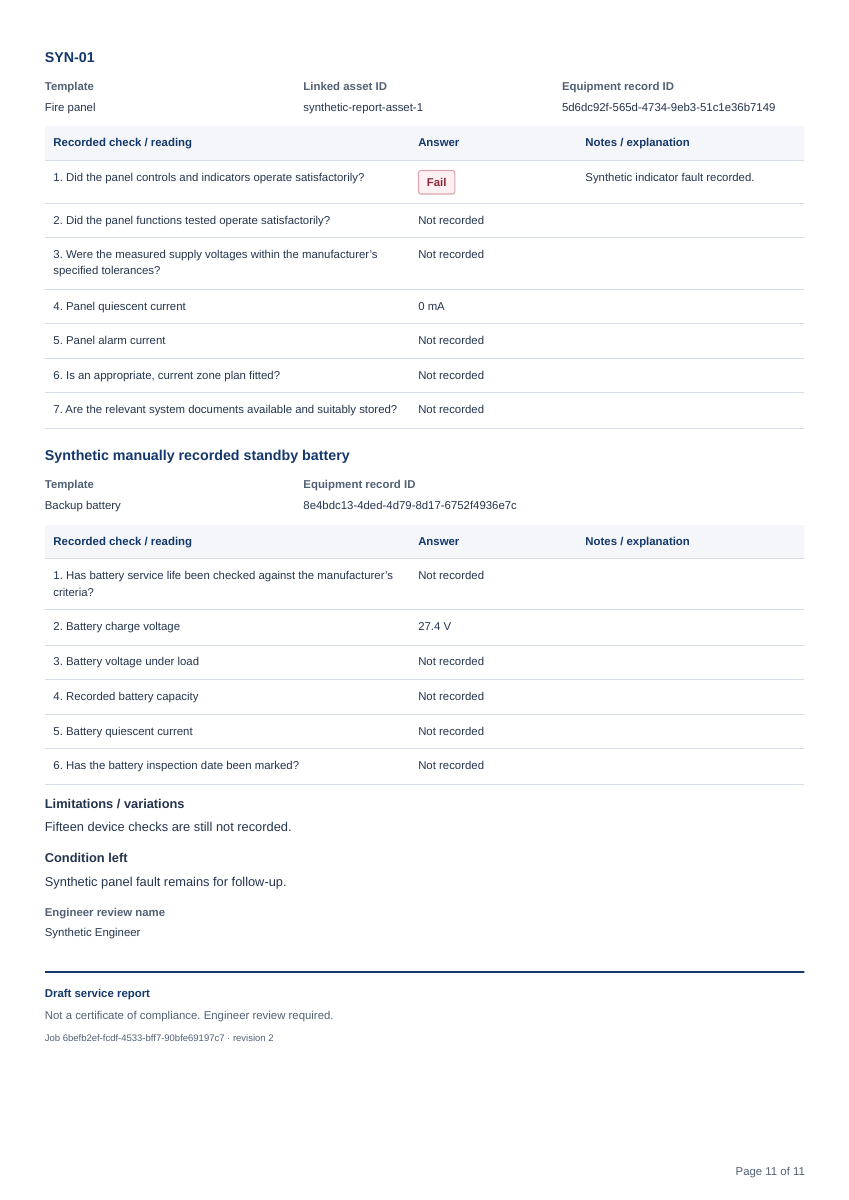 SYN-01
Template
Linked asset ID
Equipment record ID
Fire panel
synthetic-report-asset-1
5d6dc92f-565d-4734-9eb3-51c1e36b7149
Recorded check / reading
Answer
Notes / explanation
1. Did the panel controls and indicators operate satisfactorily?
Fail
Synthetic indicator fault recorded.
2. Did the panel functions tested operate satisfactorily?
Not recorded
3. Were the measured supply voltages within the manufacturer’s
specified tolerances?
Not recorded
4. Panel quiescent current
0 mA
5. Panel alarm current
Not recorded
6. Is an appropriate, current zone plan fitted?
Not recorded
7. Are the relevant system documents available and suitably stored?
Not recorded
Synthetic manually recorded standby battery
Template
Equipment record ID
Backup battery
8e4bdc13-4ded-4d79-8d17-6752f4936e7c
Recorded check / reading
Answer
Notes / explanation
1. Has battery service life been checked against the manufacturer’s
criteria?
Not recorded
2. Battery charge voltage
27.4 V
3. Battery voltage under load
Not recorded
4. Recorded battery capacity
Not recorded
5. Battery quiescent current
Not recorded
6. Has the battery inspection date been marked?
Not recorded
Limitations / variations
Fifteen device checks are still not recorded.
Condition left
Synthetic panel fault remains for follow-up.
Engineer review name
Synthetic Engineer
Draft service report
Not a certificate of compliance. Engineer review required.
Job 6befb2ef-fcdf-4533-bff7-90bfe69197c7 · revision 2
Page 11 of 11